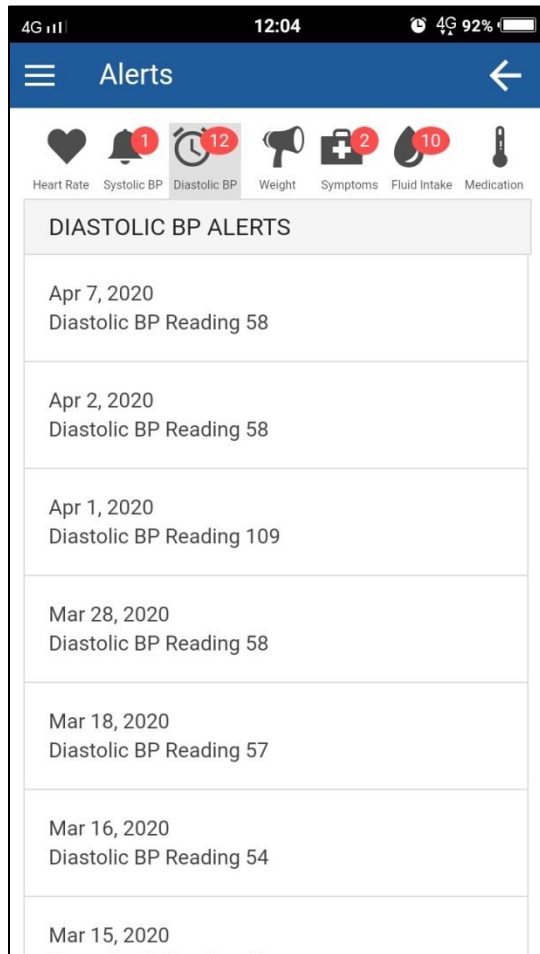 4G 12:04 4G 92%
Alerts
1 12 2 10
Heart Rate Systolic BP Diastolic BP Weight Symptoms Fluid Intake Medication
DIASTOLIC BP ALERTS
Apr 7, 2020
Diastolic BP Reading 58
Apr 2, 2020
Diastolic BP Reading 58
Apr 1, 2020
Diastolic BP Reading 109
Mar 28, 2020
Diastolic BP Reading 58
Mar 18, 2020
Diastolic BP Reading 57
Mar 16, 2020
Diastolic BP Reading 54
Mar 15, 2020